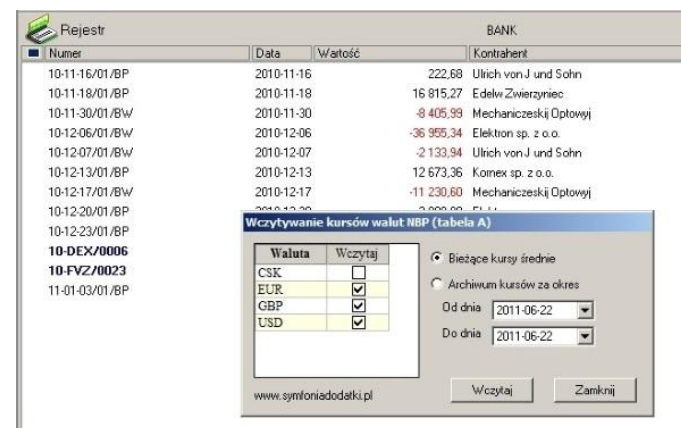 Rejestr BANK
Numer Data Wartość Kontrahent
10-11-16/01/BP 2010-11-16 222,68 Ulrich von J und Sohn
10-11-18/01/BP 2010-11-18 16 815,27 Edelw Zwierzyniec
10-11-30/01/BW 2010-11-30 -8 405,99 Mechaniczeskij Optowyj
10-12-06/01/BW 2010-12-06 -36 955,34 Elektron sp. z o.o.
10-12-07/01/BW 2010-12-07 -2 133,94 Ulrich von J und Sohn
10-12-13/01/BP 2010-12-13 12 673,36 Komex sp. z o.o.
10-12-17/01/BW 2010-12-17 -11 230,60 Mechaniczeskij Optowyj
10-12-20/01/BP
10-12-23/01/BP
10-DEX/0006
10-FVZ/0023
11-01-03/01/BP
Wczytywanie kursów walut NBP (tabela A)
Waluta Wczytaj
CSK
EUR
GBP
USD
Bieżące kursy średnie
Archiwum kursów za okres
Od dnia 2011-06-22
Do dnia 2011-06-22
www.symfoniadodatki.pl
Wczytaj Zamknij